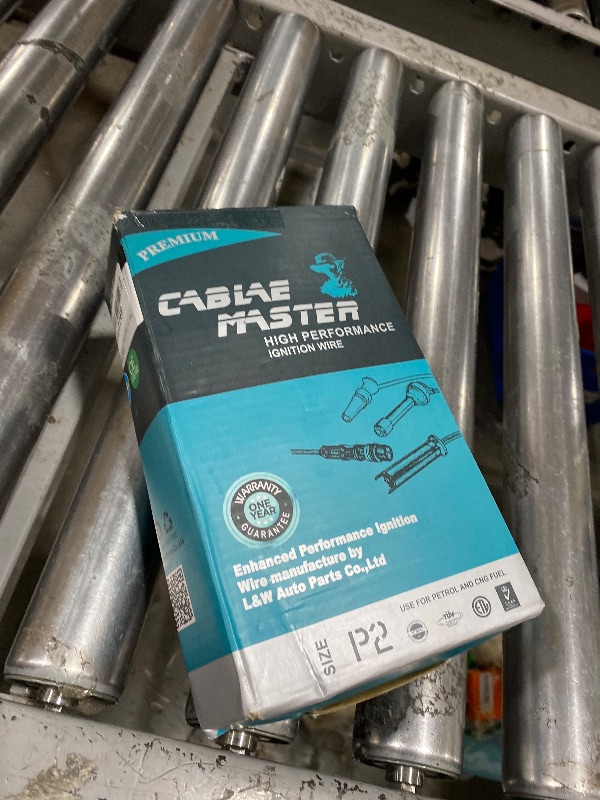 PREMIUM
CABLAE
MASTER
HIGH PERFORMANCE
IGNITION WIRE
WARRANTY
ONE
YEAR
GUARANTEE
Enhanced Performance Ignition
Wire manufacture by
L&W Auto Parts Co.,Ltd
USE FOR PETROL AND CNG FUEL
SIZE
P2
TÜV